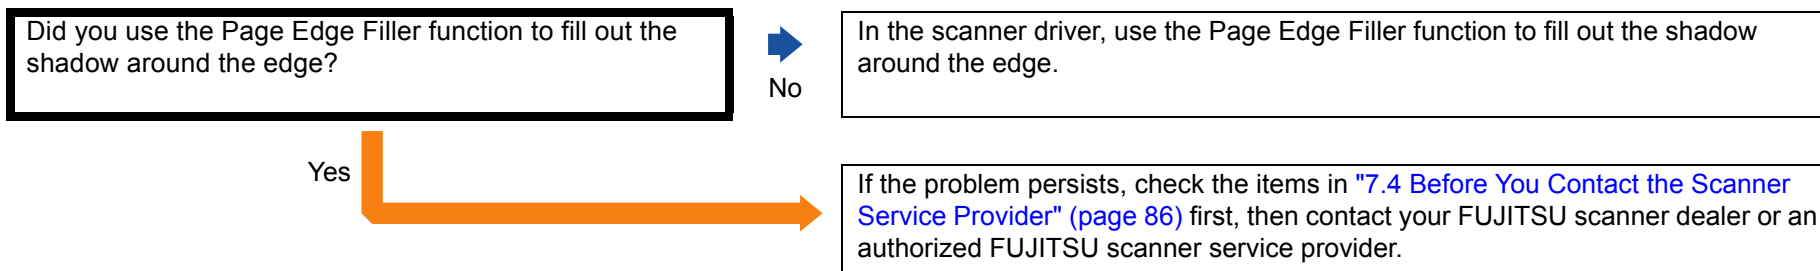 Did you use the Page Edge Filler function to fill out the
shadow around the edge?
No
In the scanner driver, use the Page Edge Filler function to fill out the shadow
around the edge.
Yes
If the problem persists, check the items in "7.4 Before You Contact the Scanner
Service Provider" (page 86) first, then contact your FUJITSU scanner dealer or an
authorized FUJITSU scanner service provider.